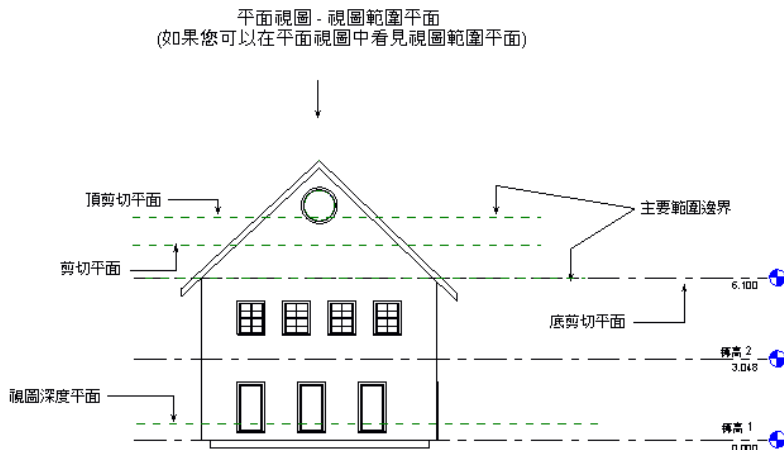 平面視圖 - 視圖範圍平面
(如果您可以在平面視圖中看見視圖範圍平面)
頂剪切平面
主要範圍邊界
剪切平面
6.100
底剪切平面
標高 2
3.048
視圖深度平面
標高 1
0.000